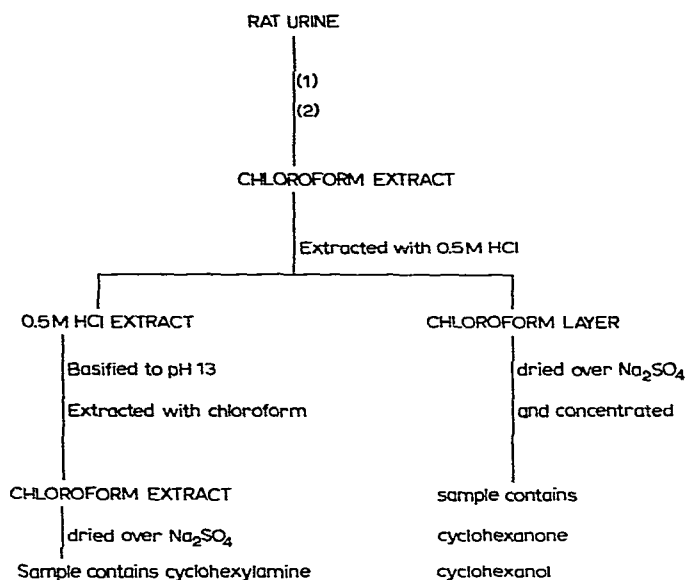 RAT URINE
(1)
(2)
CHLOROFORM EXTRACT
Extracted with 0.5M HCl
0.5M HCl EXTRACT
Basified to pH 13
Extracted with chloroform
CHLOROFORM EXTRACT
dried over Na₂SO₄
Sample contains cyclohexylamine
CHLOROFORM LAYER
dried over Na₂SO₄
and concentrated
sample contains
cyclohexanone
cyclohexanol